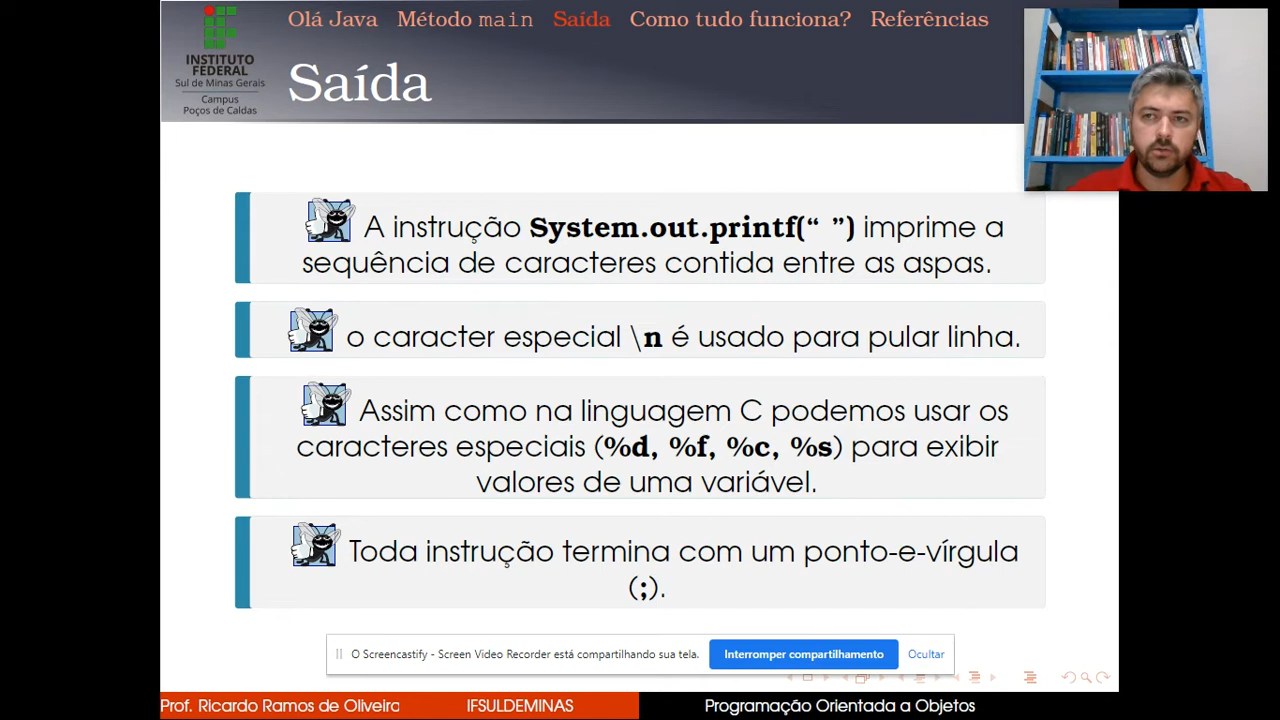 Olá Java Método main Saída Como tudo funciona? Referências
INSTITUTO
FEDERAL
Sul de Minas Gerais
Campus
Poços de Caldas
Saída
A instrução System.out.printf(“ ”) imprime a
sequência de caracteres contida entre as aspas.
o caracter especial \n é usado para pular linha.
Assim como na linguagem C podemos usar os
caracteres especiais (%d, %f, %c, %s) para exibir
valores de uma variável.
Toda instrução termina com um ponto-e-vírgula
(;).
O Screencastify - Screen Video Recorder está compartilhando sua tela. Interromper compartilhamento Ocultar
Prof. Ricardo Ramos de Oliveira IFSULDEMINAS Programação Orientada a Objetos